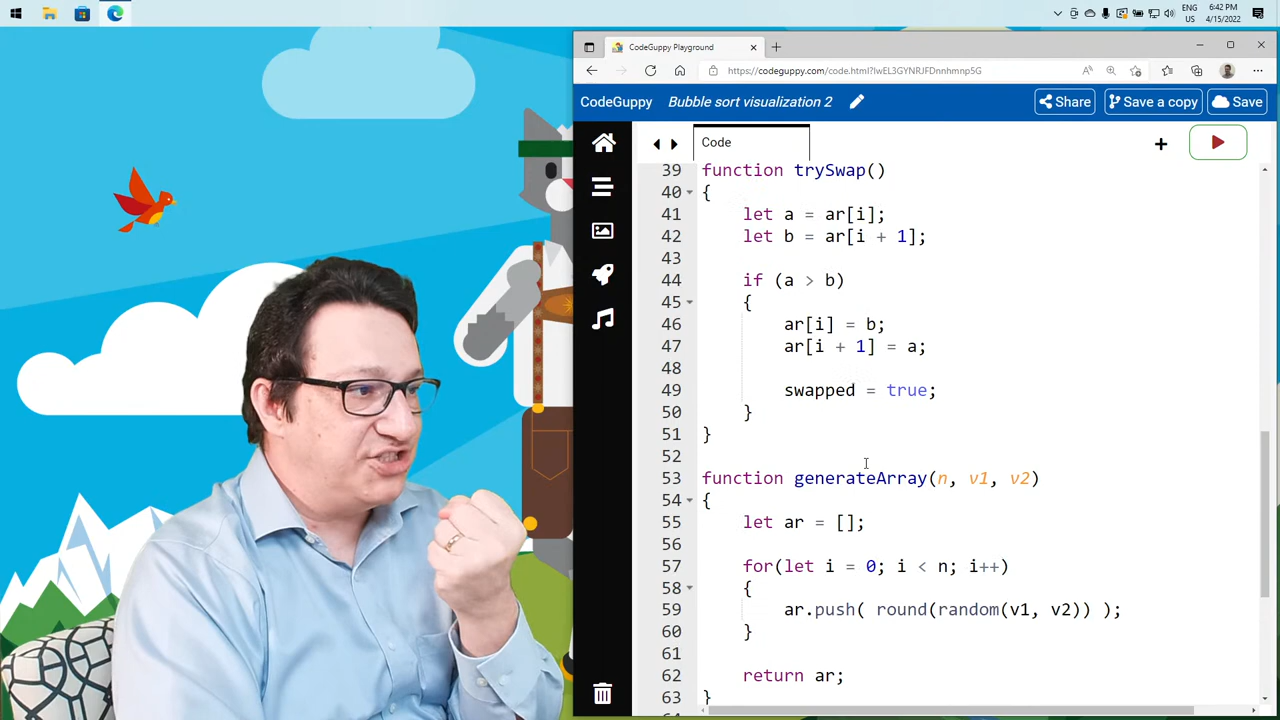 ENG
US
6:42 PM
4/15/2022
CodeGuppy Playground
https://codeguppy.com/code.html?lwEL3GYNRJFDnnhmnp5G
CodeGuppy
Bubble sort visualization 2
Share
Save a copy
Save
Code
39 function trySwap()
40 {
41 let a = ar[i];
42 let b = ar[i + 1];
43
44 if (a > b)
45 {
46 ar[i] = b;
47 ar[i + 1] = a;
48
49 swapped = true;
50 }
51 }
52
53 function generateArray(n, v1, v2)
54 {
55 let ar = [];
56
57 for(let i = 0; i < n; i++)
58 {
59 ar.push( round(random(v1, v2)) );
60 }
61
62 return ar;
63 }